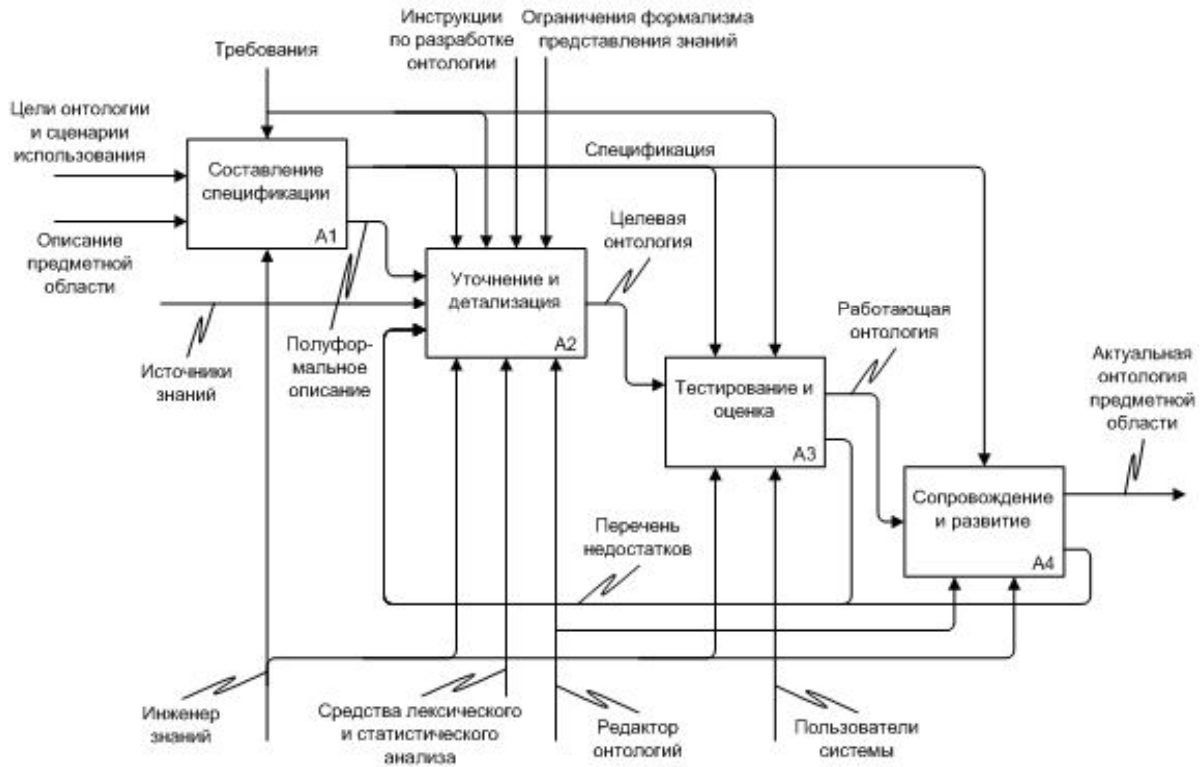 Инструкции
по разработке
онтологии
Ограничения формализма
представления знаний
Требования
Цели онтологии
и сценарии
использования
Составление
спецификации
A1
Спецификация
Описание
предметной
области
Целевая
онтология
Уточнение и
детализация
A2
Источники
знаний
Полуфор-
мальное
описание
Работающая
онтология
Тестирование и
оценка
A3
Актуальная
онтология
предметной
области
Сопровождение
и развитие
A4
Перечень
недостатков
Инженер
знаний
Средства лексического
и статистического
анализа
Редактор
онтологий
Пользователи
системы